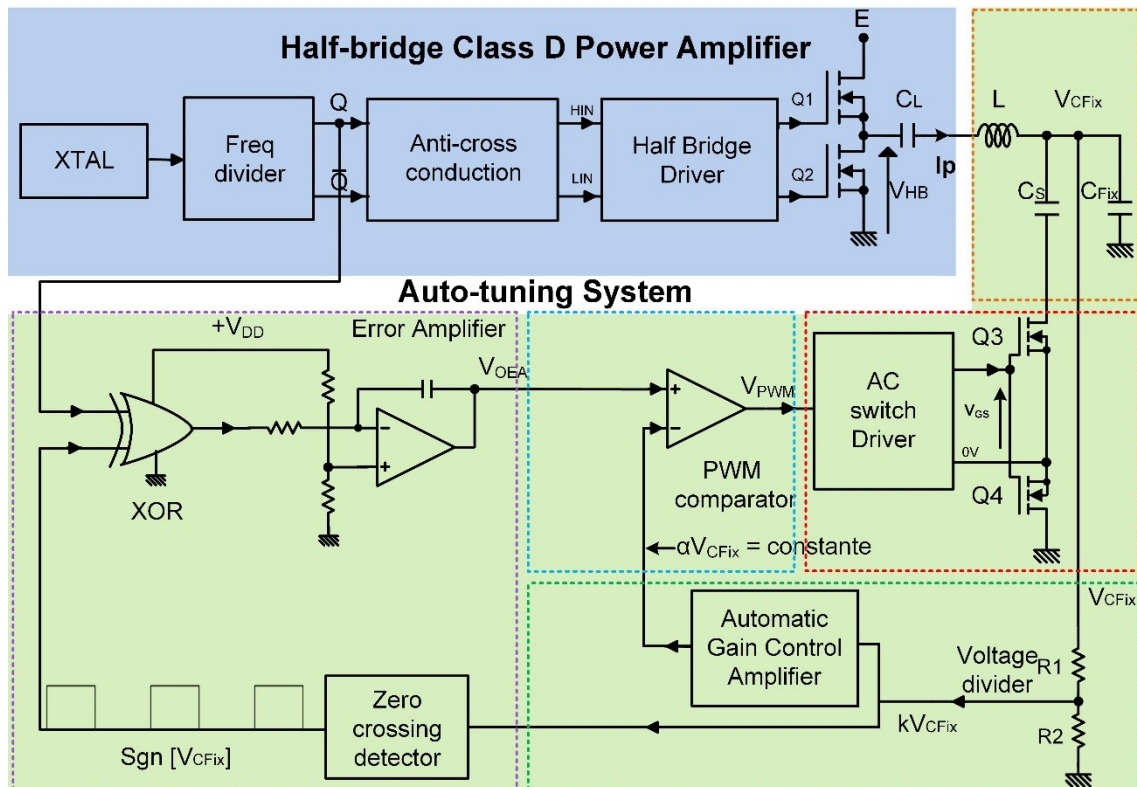 Half-bridge Class D Power Amplifier
E
XTAL
Freq
divider
Q
Q̅
Anti-cross
conduction
HIN
LIN
Half Bridge
Driver
Q1
Q2
CL
Ip
VHB
L
VCFix
CS
CFix
Auto-tuning System
+VDD
Error Amplifier
VOEA
XOR
VPWM
PWM
comparator
AC
switch
Driver
Q3
VGS
0V
Q4
αVCFix = constante
VCFix
Automatic
Gain Control
Amplifier
Voltage
divider
R1
kVCFix
R2
Zero
crossing
detector
Sgn [VCFix]